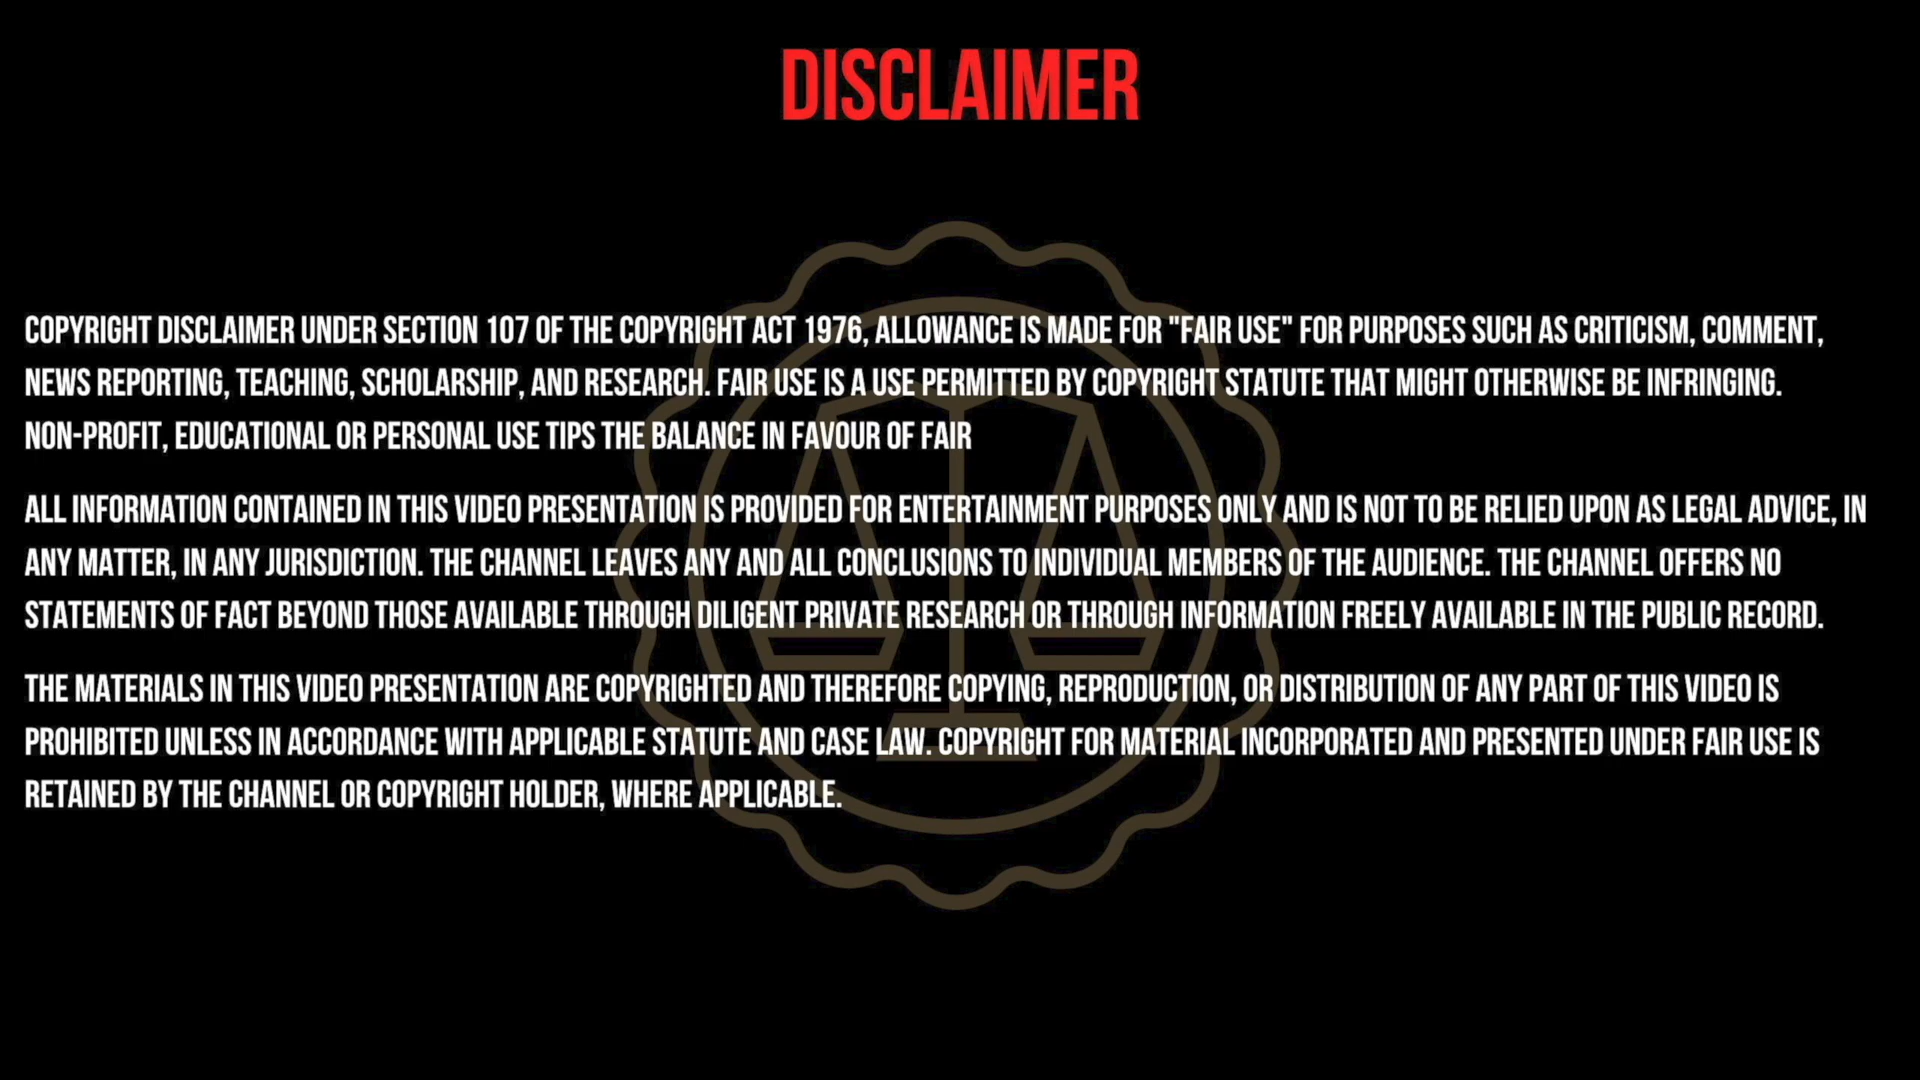 DISCLAIMER
COPYRIGHT DISCLAIMER UNDER SECTION 107 OF THE COPYRIGHT ACT 1976, ALLOWANCE IS MADE FOR "FAIR USE" FOR PURPOSES SUCH AS CRITICISM, COMMENT,
NEWS REPORTING, TEACHING, SCHOLARSHIP, AND RESEARCH. FAIR USE IS A USE PERMITTED BY COPYRIGHT STATUTE THAT MIGHT OTHERWISE BE INFRINGING.
NON-PROFIT, EDUCATIONAL OR PERSONAL USE TIPS THE BALANCE IN FAVOUR OF FAIR
ALL INFORMATION CONTAINED IN THIS VIDEO PRESENTATION IS PROVIDED FOR ENTERTAINMENT PURPOSES ONLY AND IS NOT TO BE RELIED UPON AS LEGAL ADVICE, IN
ANY MATTER, IN ANY JURISDICTION. THE CHANNEL LEAVES ANY AND ALL CONCLUSIONS TO INDIVIDUAL MEMBERS OF THE AUDIENCE. THE CHANNEL OFFERS NO
STATEMENTS OF FACT BEYOND THOSE AVAILABLE THROUGH DILIGENT PRIVATE RESEARCH OR THROUGH INFORMATION FREELY AVAILABLE IN THE PUBLIC RECORD.
THE MATERIALS IN THIS VIDEO PRESENTATION ARE COPYRIGHTED AND THEREFORE COPYING, REPRODUCTION, OR DISTRIBUTION OF ANY PART OF THIS VIDEO IS
PROHIBITED UNLESS IN ACCORDANCE WITH APPLICABLE STATUTE AND CASE LAW. COPYRIGHT FOR MATERIAL INCORPORATED AND PRESENTED UNDER FAIR USE IS
RETAINED BY THE CHANNEL OR COPYRIGHT HOLDER, WHERE APPLICABLE.